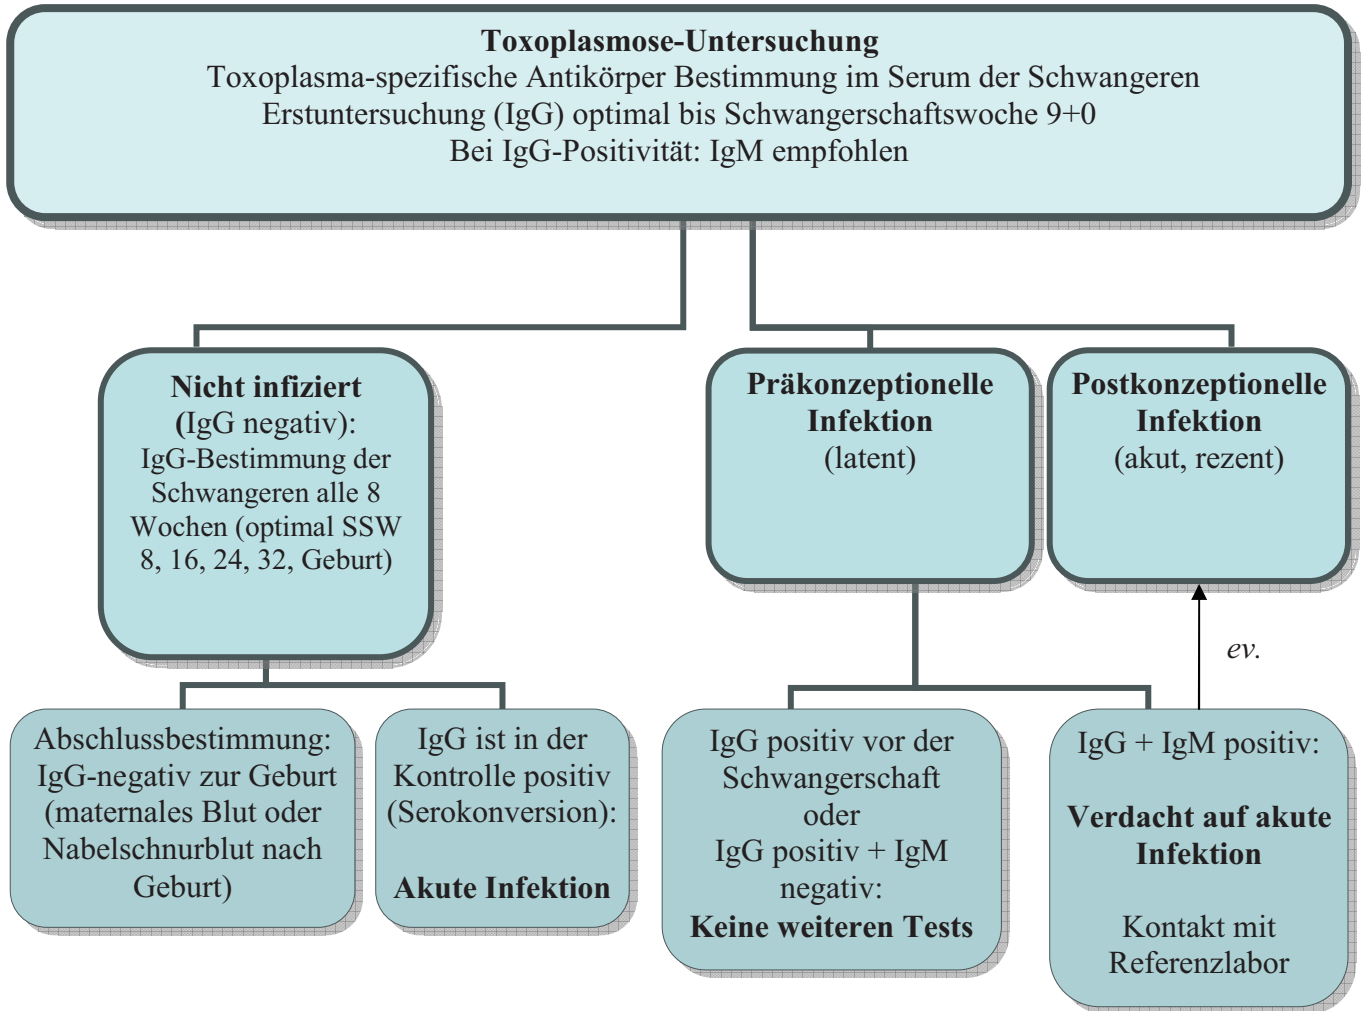 Toxoplasmose-Untersuchung
Toxoplasma-spezifische Antikörper Bestimmung im Serum der Schwangeren
Erstuntersuchung (IgG) optimal bis Schwangerschaftswoche 9+0
Bei IgG-Positivität: IgM empfohlen
Nicht infiziert
(IgG negativ):
IgG-Bestimmung der
Schwangeren alle 8
Wochen (optimal SSW
8, 16, 24, 32, Geburt)
Präkonzeptionelle
Infektion
(latent)
Postkonzeptionelle
Infektion
(akut, rezent)
ev.
Abschlussbestimmung:
IgG-negativ zur Geburt
(maternales Blut oder
Nabelschnurblut nach
Geburt)
IgG ist in der
Kontrolle positiv
(Serokonversion):
Akute Infektion
IgG positiv vor der
Schwangerschaft
oder
IgG positiv + IgM
negativ:
Keine weiteren Tests
IgG + IgM positiv:
Verdacht auf akute
Infektion
Kontakt mit
Referenzlabor